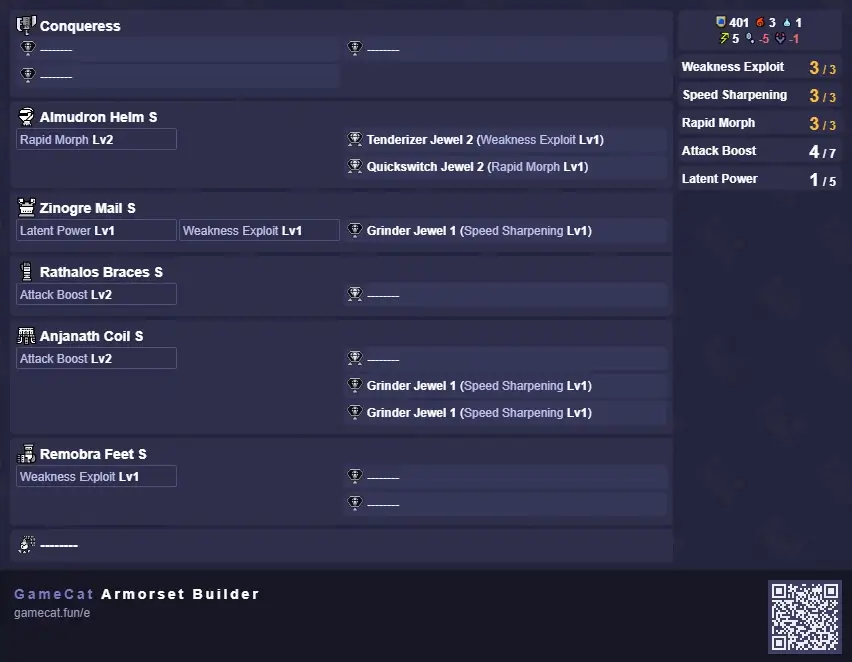 Conqueress
--------
--------
--------
Almudron Helm S
Rapid Morph Lv2
Tenderizer Jewel 2 (Weakness Exploit Lv1)
Quickswitch Jewel 2 (Rapid Morph Lv1)
Zinogre Mail S
Latent Power Lv1
Weakness Exploit Lv1
Grinder Jewel 1 (Speed Sharpening Lv1)
Rathalos Braces S
Attack Boost Lv2
--------
Anjanath Coil S
Attack Boost Lv2
--------
Grinder Jewel 1 (Speed Sharpening Lv1)
Grinder Jewel 1 (Speed Sharpening Lv1)
Remobra Feet S
Weakness Exploit Lv1
--------
--------
--------
401 3 1
5 -5 -1
Weakness Exploit 3 / 3
Speed Sharpening 3 / 3
Rapid Morph 3 / 3
Attack Boost 4 / 7
Latent Power 1 / 5
GameCat Armorset Builder
gamecat.fun/e